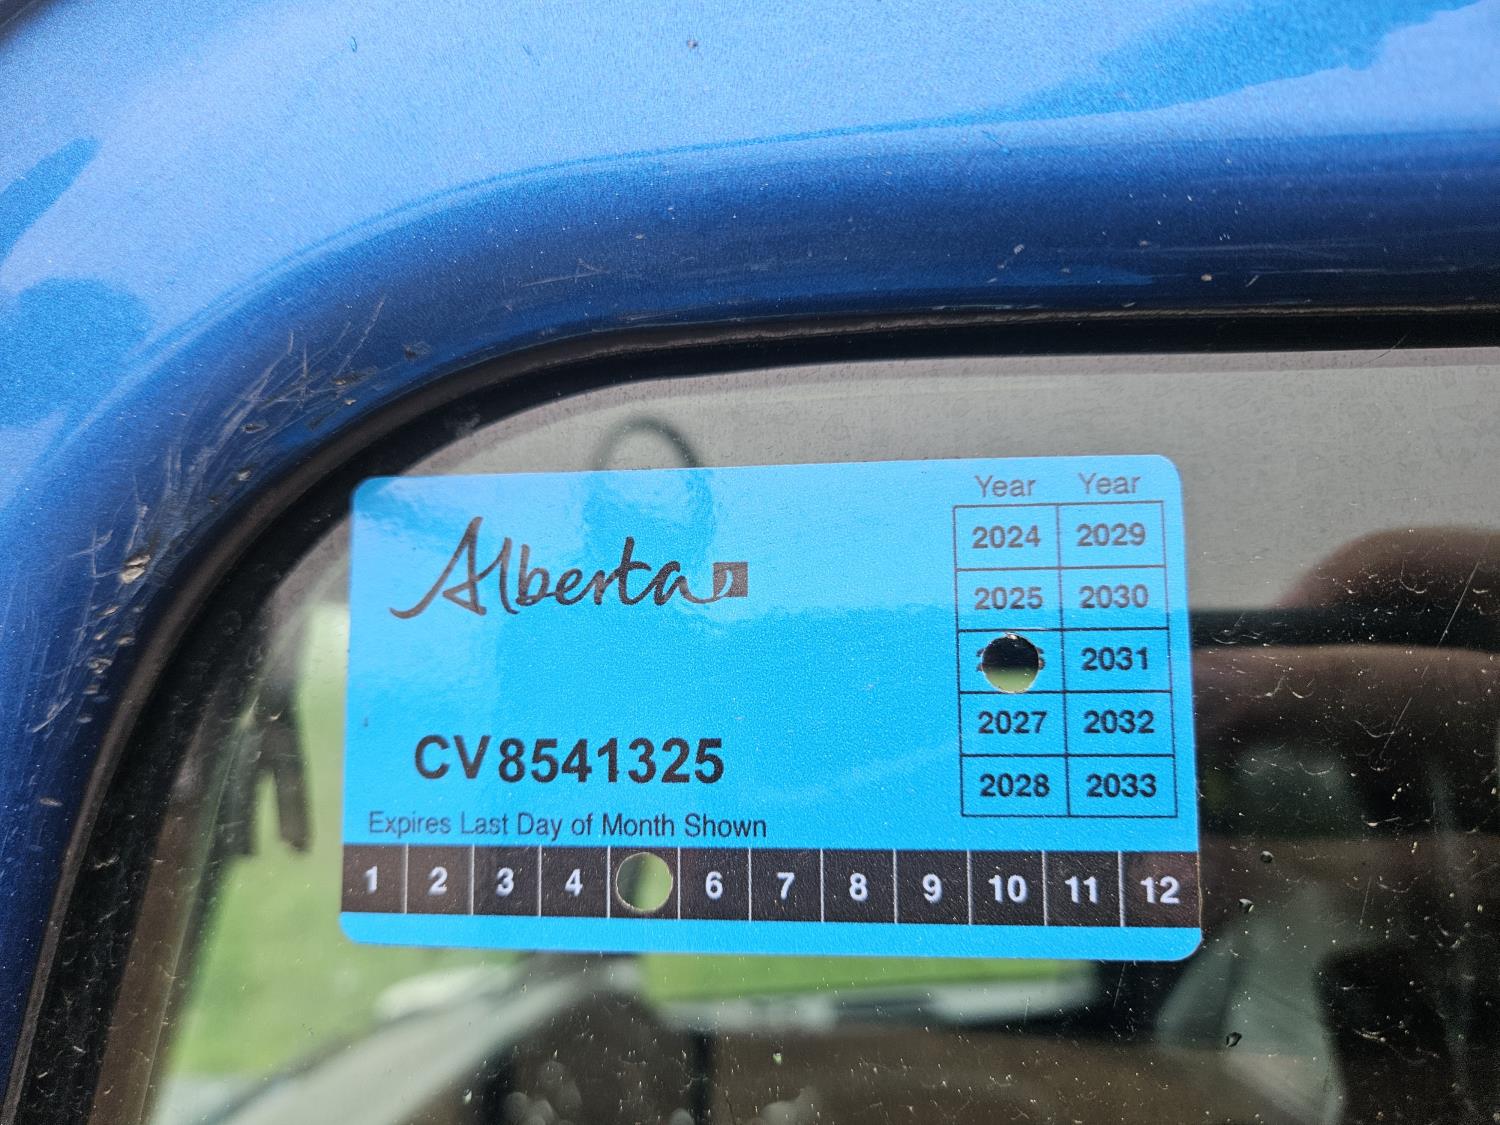 Alberta
Year Year
2024 2029
2025 2030
2031
2027 2032
2028 2033
CV8541325
Expires Last Day of Month Shown
1 2 3 4 6 7 8 9 10 11 12